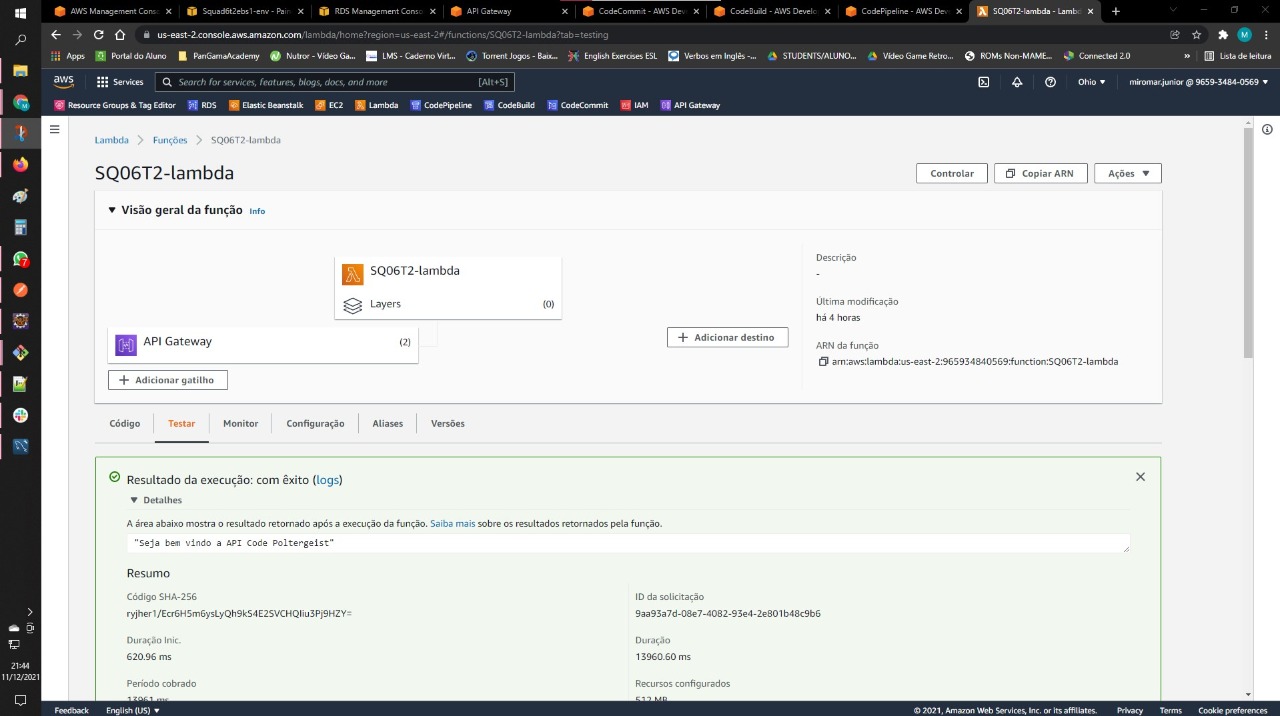 AWS Management Cons
Squad6t2ebs1-env - Pain
RDS Management Conso
API Gateway
CodeCommit - AWS Deve
CodeBuild - AWS Develo
CodePipeline - AWS Dev
SQ06T2-lambda - Lambd
us-east-2.console.aws.amazon.com/lambda/home?region=us-east-2#/functions/SQ06T2-lambda?tab=testing
M
Apps
Portal do Aluno
PanGamaAcademy
Nutror - Vídeo Ga...
LMS - Caderno Virt...
Torrent Jogos - Baix...
English Exercices ESL
Verbos em Inglês -...
STUDENTS/ALUNO...
Video Game Retro...
ROMs Non-MAME...
Connected 2.0
»
Lista de leitura
aws
Services
Search for services, features, blogs, docs, and more
[Alt+S]
Ohio
miromar.junior @ 9659-3484-0569
Resource Groups & Tag Editor
RDS
Elastic Beanstalk
EC2
Lambda
CodePipeline
CodeBuild
CodeCommit
IAM
API Gateway
Lambda > Funções > SQ06T2-lambda
SQ06T2-lambda
Controlar
Copiar ARN
Ações
Visão geral da função Info
SQ06T2-lambda
Layers (0)
API Gateway (2)
Adicionar gatilho
Adicionar destino
Descrição
-
Última modificação
há 4 horas
ARN da função
arn:aws:lambda:us-east-2:965934840569:function:SQ06T2-lambda
Código
Testar
Monitor
Configuração
Aliases
Versões
Resultado da execução: com êxito (logs)
Detalhes
A área abaixo mostra o resultado retornado após a execução da função. Saiba mais sobre os resultados retornados pela função.
"Seja bem vindo a API Code Poltergeist"
Resumo
Código SHA-256
ryjher1/Ecr6H5m6ysLyQh9kS4E2SVCHQIiu3Pj9HZY=
ID da solicitação
9aa93a7d-08e7-4082-93e4-2e801b48c9b6
Duração Inic.
620.96 ms
Duração
13960.60 ms
Período cobrado
13961 ms
Recursos configurados
512 MB
7
21:44
11/12/2021
Feedback
English (US)
© 2021, Amazon Web Services, Inc. or its affiliates.
Privacy
Terms
Cookie preferences